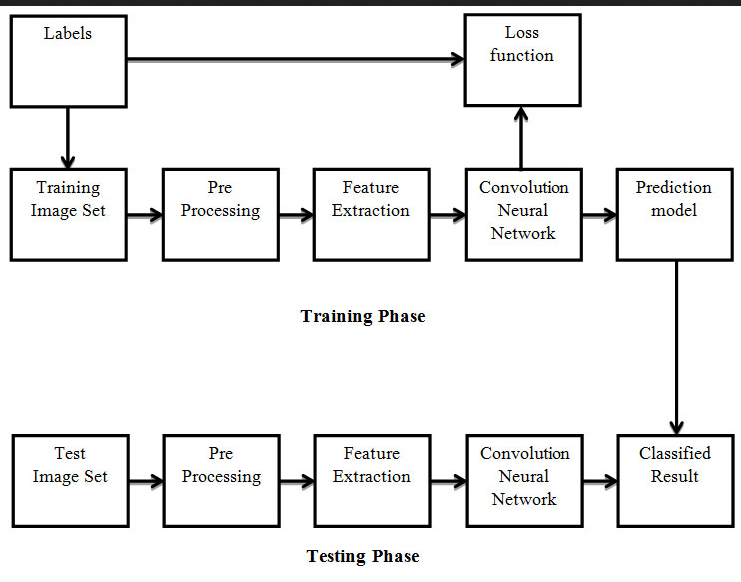 Labels
Loss
function
Training
Image Set
Pre
Processing
Feature
Extraction
Convolution
Neural
Network
Prediction
model
Training Phase
Test
Image Set
Pre
Processing
Feature
Extraction
Convolution
Neural
Network
Classified
Result
Testing Phase